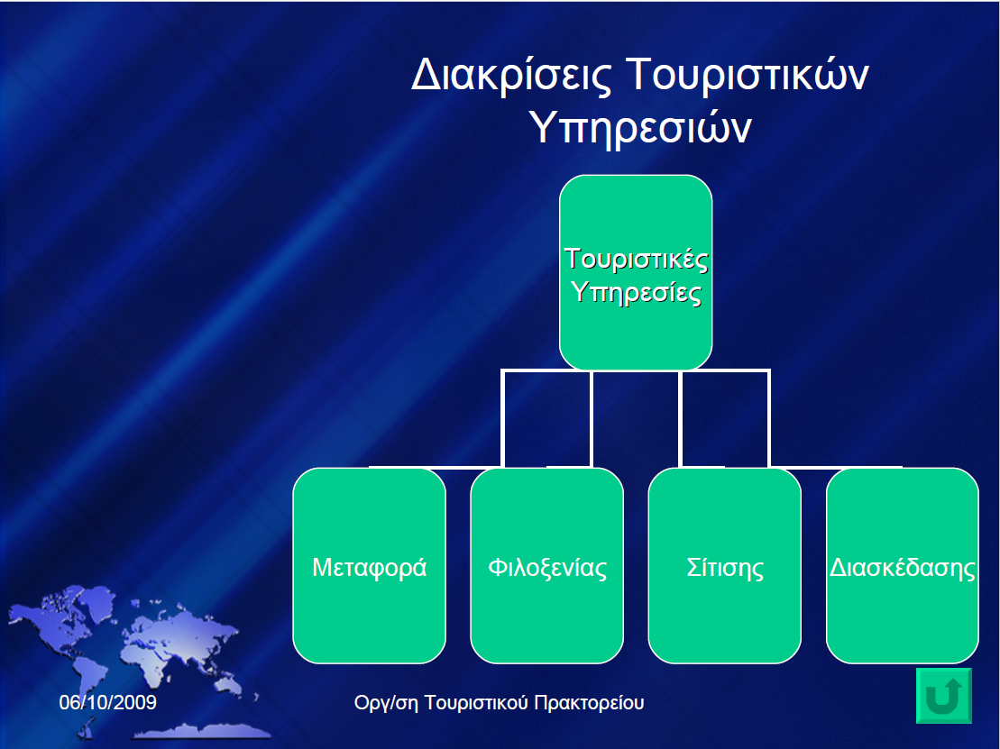 Διακρίσεις Τουριστικών
Υπηρεσιών
Τουριστικές
Υπηρεσίες
Μεταφορά
Φιλοξενίας
Σίτισης
Διασκέδασης
06/10/2009
Οργ/ση Τουριστικού Πρακτορείου